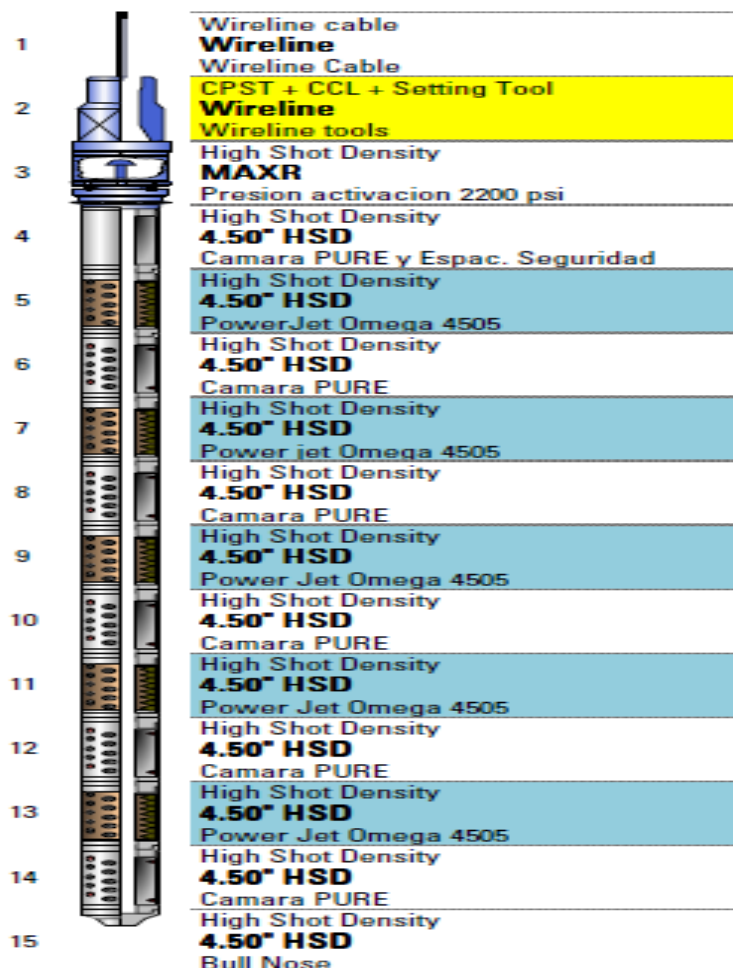 1
Wireline cable
Wireline
Wireline Cable
2
CPST + CCL + Setting Tool
Wireline
Wireline tools
3
High Shot Density
MAXR
Presion activacion 2200 psi
4
High Shot Density
4.50" HSD
Camara PURE y Espac. Seguridad
5
High Shot Density
4.50" HSD
PowerJet Omega 4505
6
High Shot Density
4.50" HSD
Camara PURE
7
High Shot Density
4.50" HSD
Power jet Omega 4505
8
High Shot Density
4.50" HSD
Camara PURE
9
High Shot Density
4.50" HSD
Power Jet Omega 4505
10
High Shot Density
4.50" HSD
Camara PURE
11
High Shot Density
4.50" HSD
Power Jet Omega 4505
12
High Shot Density
4.50" HSD
Camara PURE
13
High Shot Density
4.50" HSD
Power Jet Omega 4505
14
High Shot Density
4.50" HSD
Camara PURE
15
High Shot Density
4.50" HSD
Bull Nose